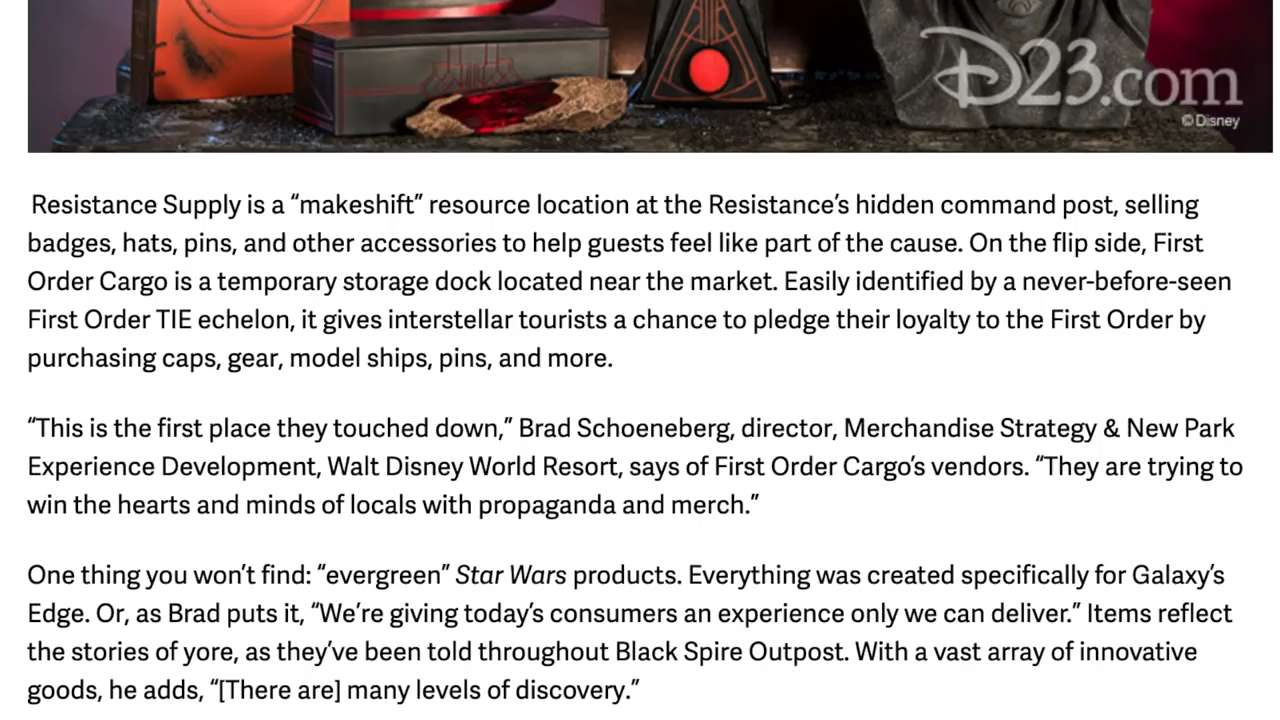 D23.com
©Disney
Resistance Supply is a “makeshift” resource location at the Resistance’s hidden command post, selling
badges, hats, pins, and other accessories to help guests feel like part of the cause. On the flip side, First
Order Cargo is a temporary storage dock located near the market. Easily identified by a never-before-seen
First Order TIE echelon, it gives interstellar tourists a chance to pledge their loyalty to the First Order by
purchasing caps, gear, model ships, pins, and more.
“This is the first place they touched down,” Brad Schoeneberg, director, Merchandise Strategy & New Park
Experience Development, Walt Disney World Resort, says of First Order Cargo’s vendors. “They are trying to
win the hearts and minds of locals with propaganda and merch.”
One thing you won’t find: “evergreen” Star Wars products. Everything was created specifically for Galaxy’s
Edge. Or, as Brad puts it, “We’re giving today’s consumers an experience only we can deliver.” Items reflect
the stories of yore, as they’ve been told throughout Black Spire Outpost. With a vast array of innovative
goods, he adds, “[There are] many levels of discovery.”